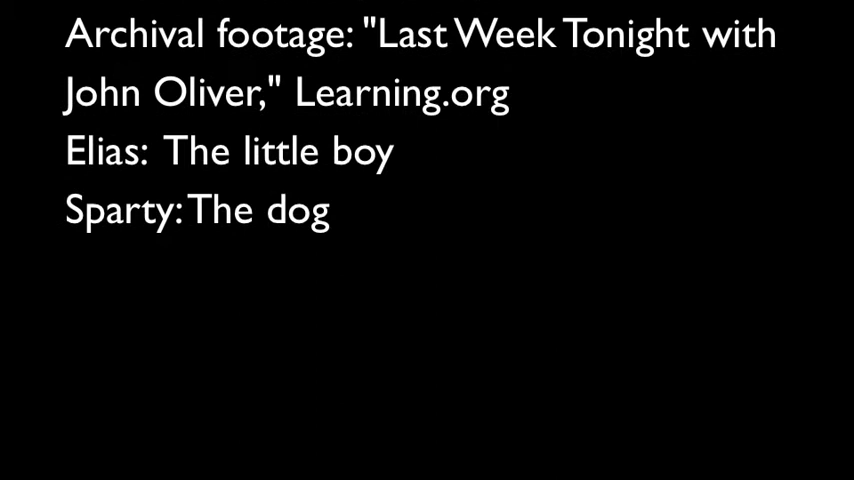 Archival footage: "Last Week Tonight with
John Oliver," Learning.org
Elias: The little boy
Sparty: The dog